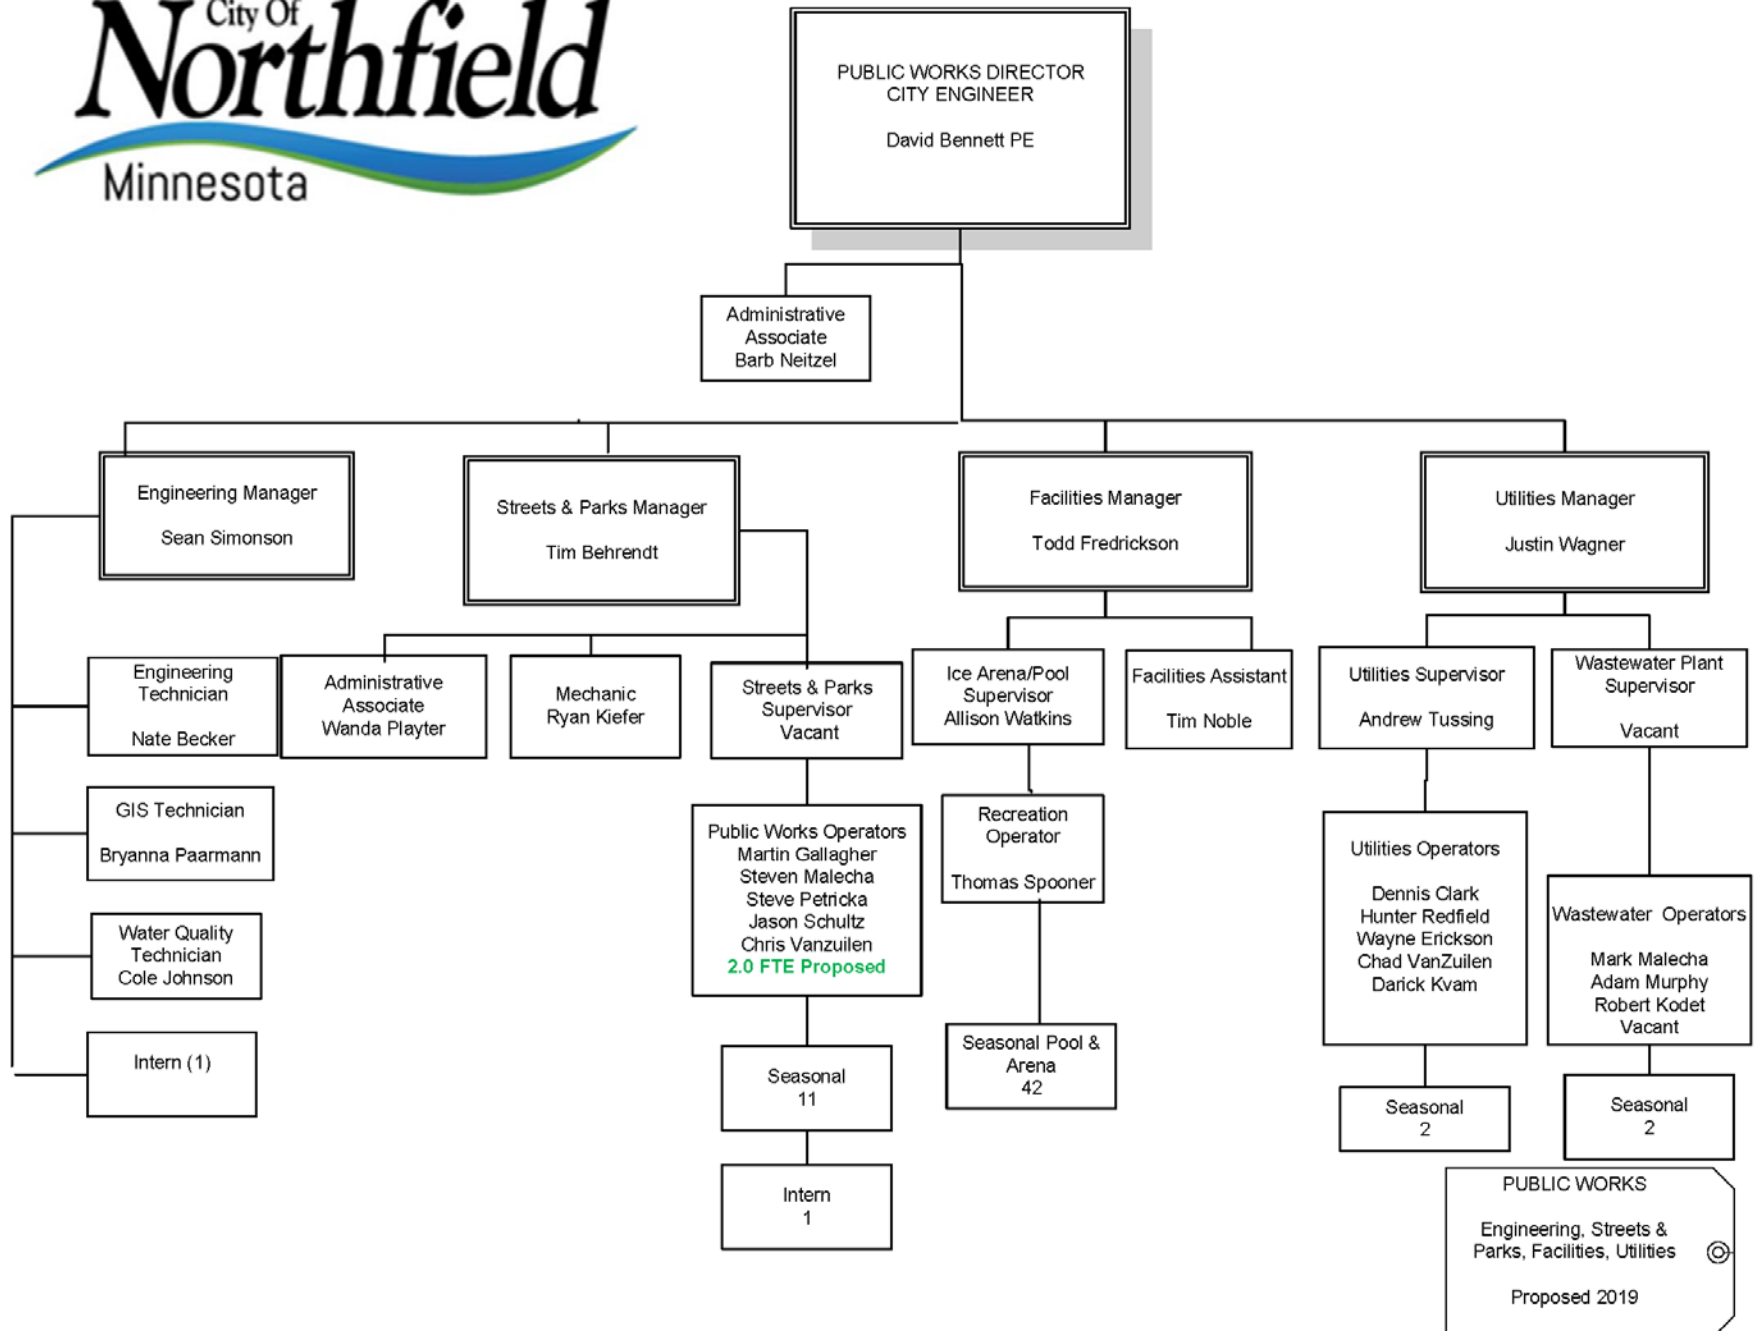 City Of
Northfield
Minnesota
PUBLIC WORKS DIRECTOR
CITY ENGINEER
David Bennett PE
Administrative
Associate
Barb Neitzel
Engineering Manager
Sean Simonson
Streets & Parks Manager
Tim Behrendt
Facilities Manager
Todd Fredrickson
Utilities Manager
Justin Wagner
Engineering
Technician
Nate Becker
Administrative
Associate
Wanda Playter
Mechanic
Ryan Kiefer
Streets & Parks
Supervisor
Vacant
Ice Arena/Pool
Supervisor
Allison Watkins
Facilities Assistant
Tim Noble
Utilities Supervisor
Andrew Tussing
Wastewater Plant
Supervisor
Vacant
GIS Technician
Bryanna Paarmann
Public Works Operators
Martin Gallagher
Steven Malecha
Steve Petricka
Jason Schultz
Chris Vanzuilen
2.0 FTE Proposed
Recreation
Operator
Thomas Spooner
Utilities Operators
Dennis Clark
Hunter Redfield
Wayne Erickson
Chad VanZuilen
Darick Kvam
Wastewater Operators
Mark Malecha
Adam Murphy
Robert Kodet
Vacant
Water Quality
Technician
Cole Johnson
Intern (1)
Seasonal
11
Seasonal Pool &
Arena
42
Seasonal
2
Seasonal
2
Intern
1
PUBLIC WORKS
Engineering, Streets &
Parks, Facilities, Utilities
Proposed 2019